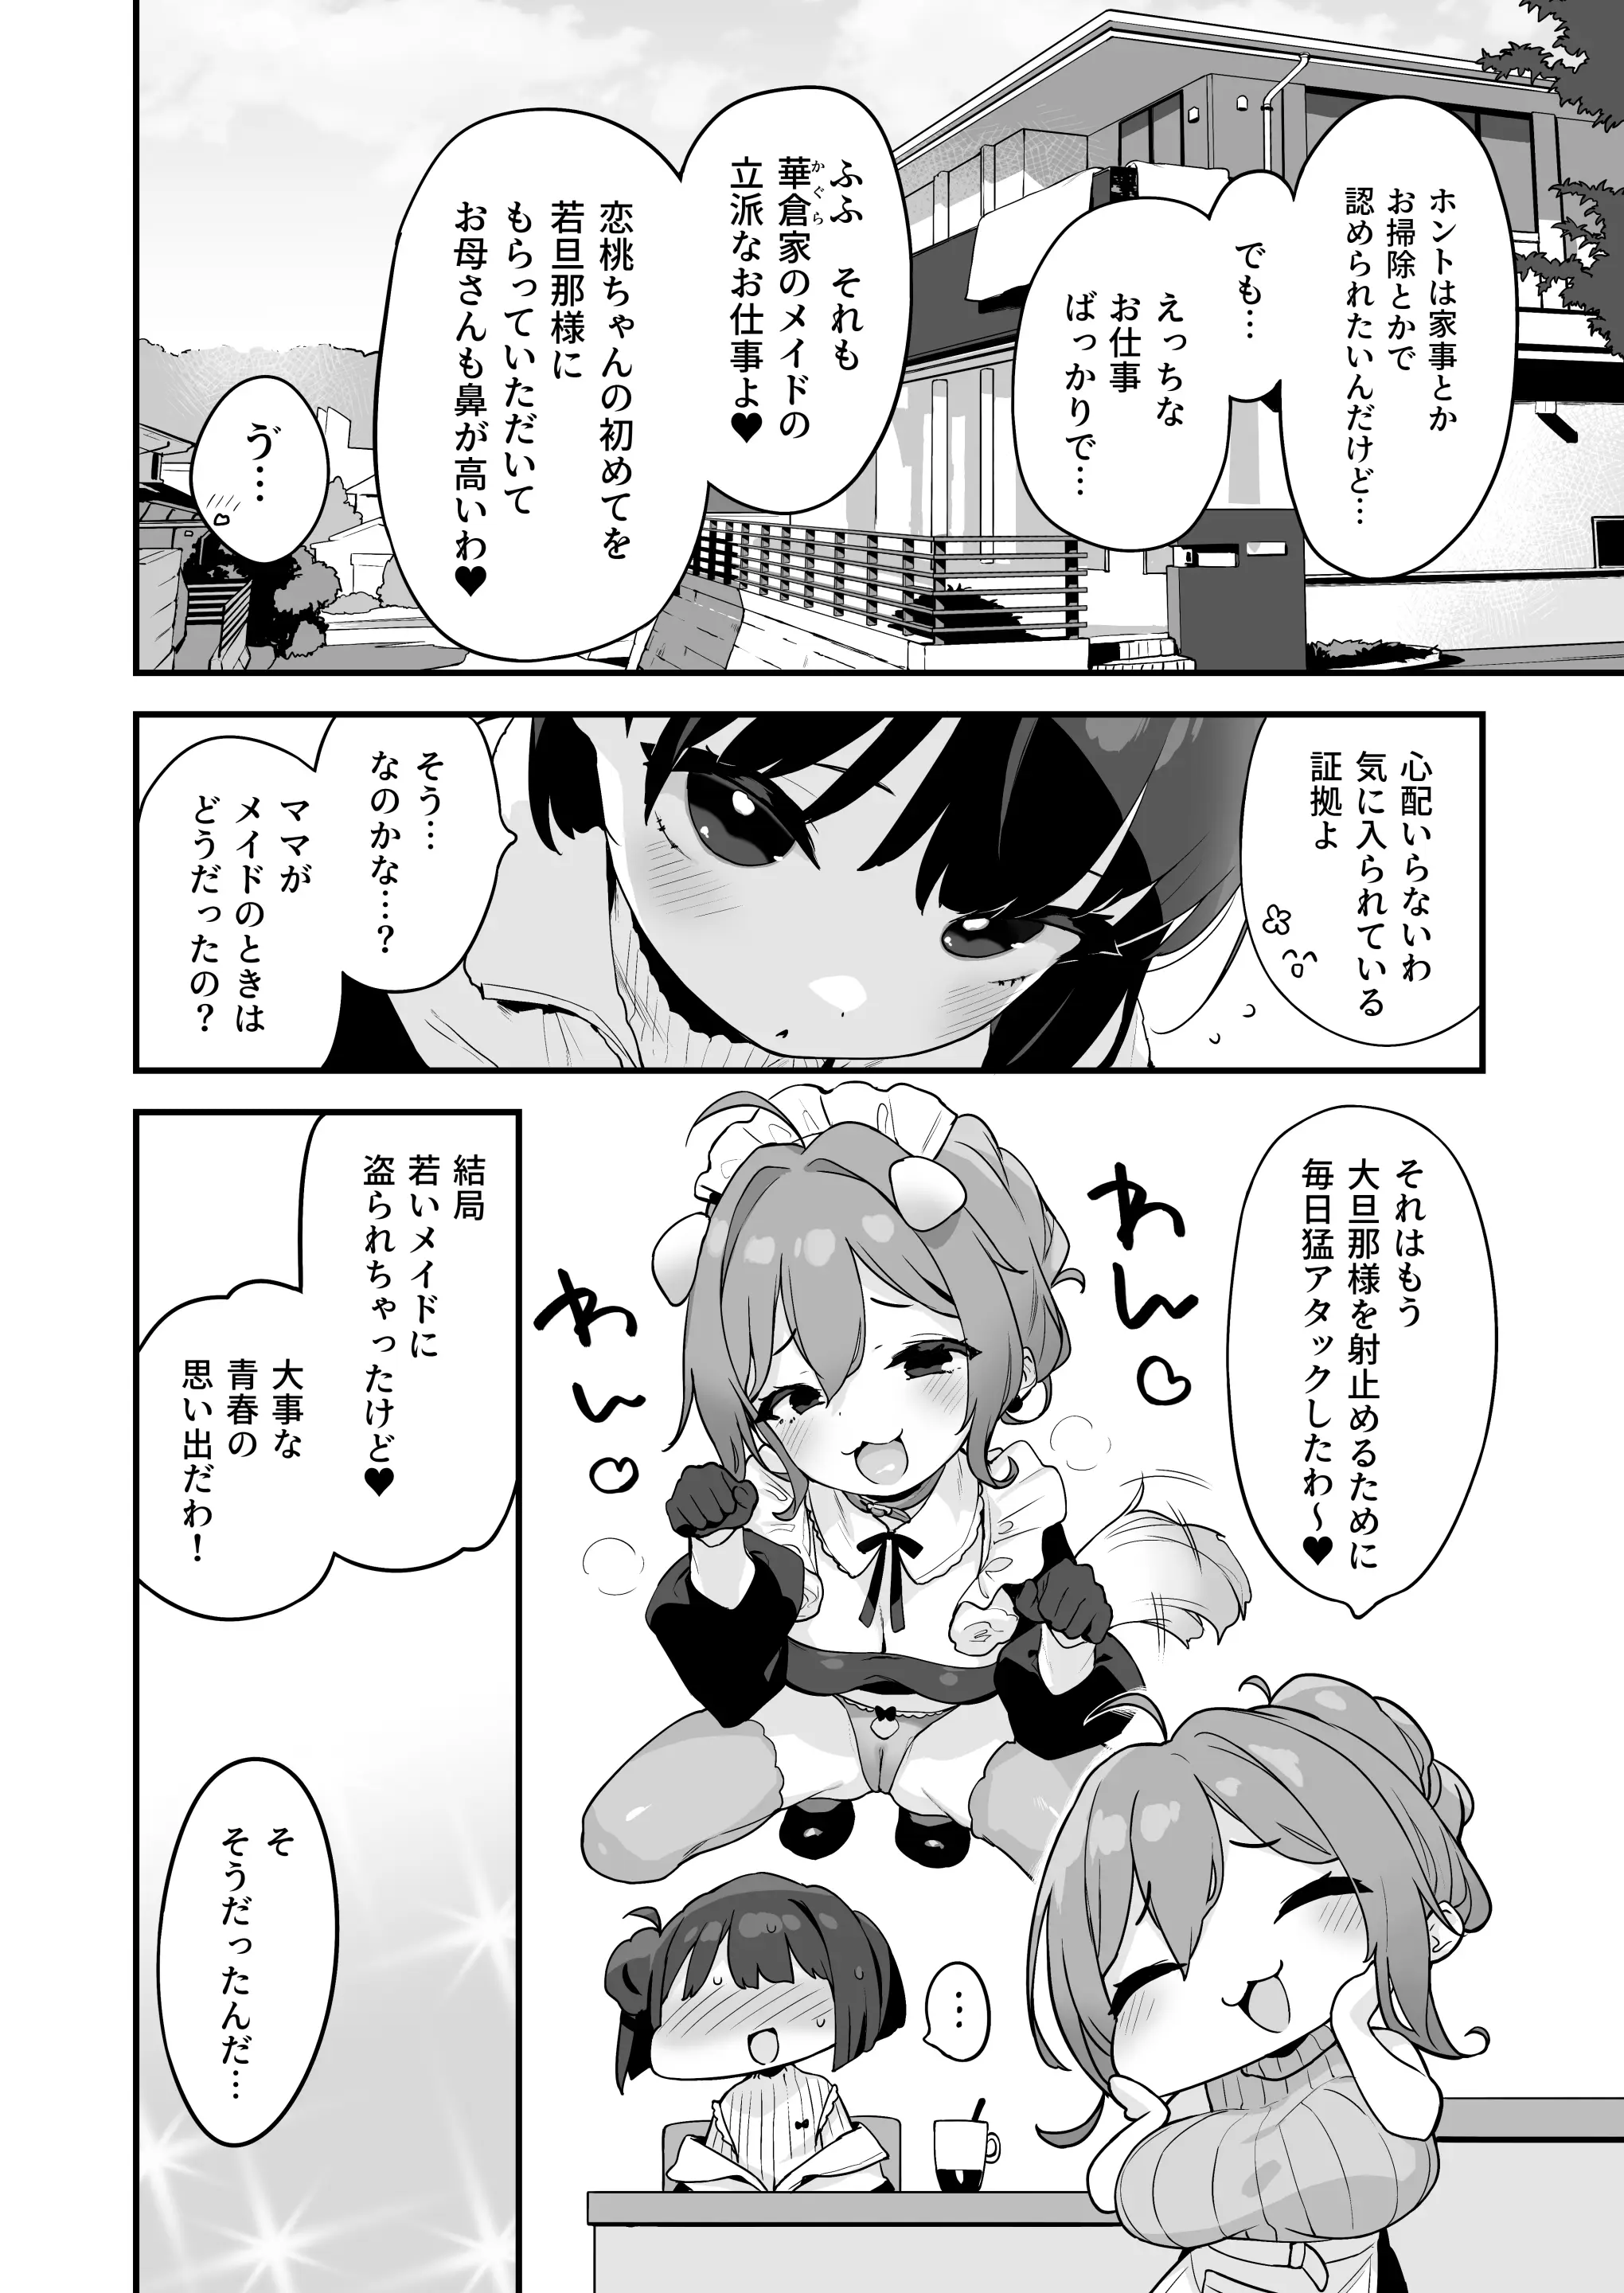 ホントは家事とか
お掃除とかで
認められたいんだけど…
でも…
えっちな
お仕事
ばっかりで…
ふふ　それも
華倉家のメイドの
かぐら
立派なお仕事よ♥
恋桃ちゃんの初めてを
若旦那様に
もらっていただいて
お母さんも鼻が高いわ♥
ゔ…
心配いらないわ
気に入られている
証拠よ
そう…
なのかな…?
ママが
メイドのときは
どうだったの?
それはもう
大旦那様を射止めるために
毎日猛アタックしたわ～♥
わん♡
わん♡
…
結局
若いメイドに
盗られちゃったけど♥
大事な
青春の
思い出だわ!
そ
そうだったんだ…